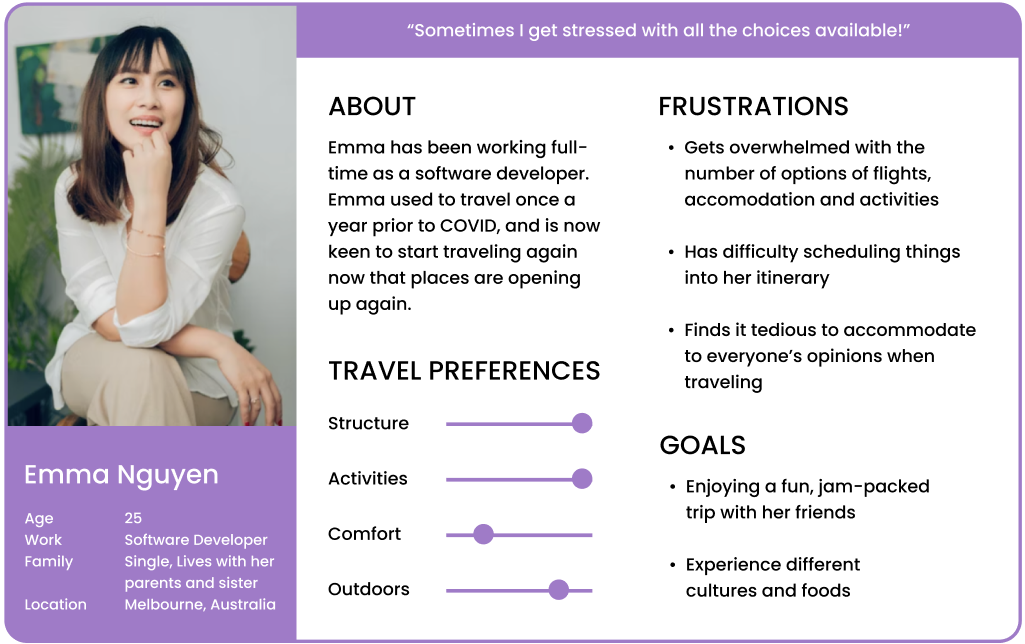 “Sometimes I get stressed with all the choices available!”
ABOUT
Emma has been working full-
time as a software developer.
Emma used to travel once a
year prior to COVID, and is now
keen to start traveling again
now that places are opening
up again.
TRAVEL PREFERENCES
Structure
Activities
Comfort
Outdoors
FRUSTRATIONS
• Gets overwhelmed with the
number of options of flights,
accomodation and activities
• Has difficulty scheduling things
into her itinerary
• Finds it tedious to accommodate
to everyone’s opinions when
traveling
GOALS
• Enjoying a fun, jam-packed
trip with her friends
• Experience different
cultures and foods
Emma Nguyen
Age 25
Work Software Developer
Family Single, Lives with her
parents and sister
Location Melbourne, Australia